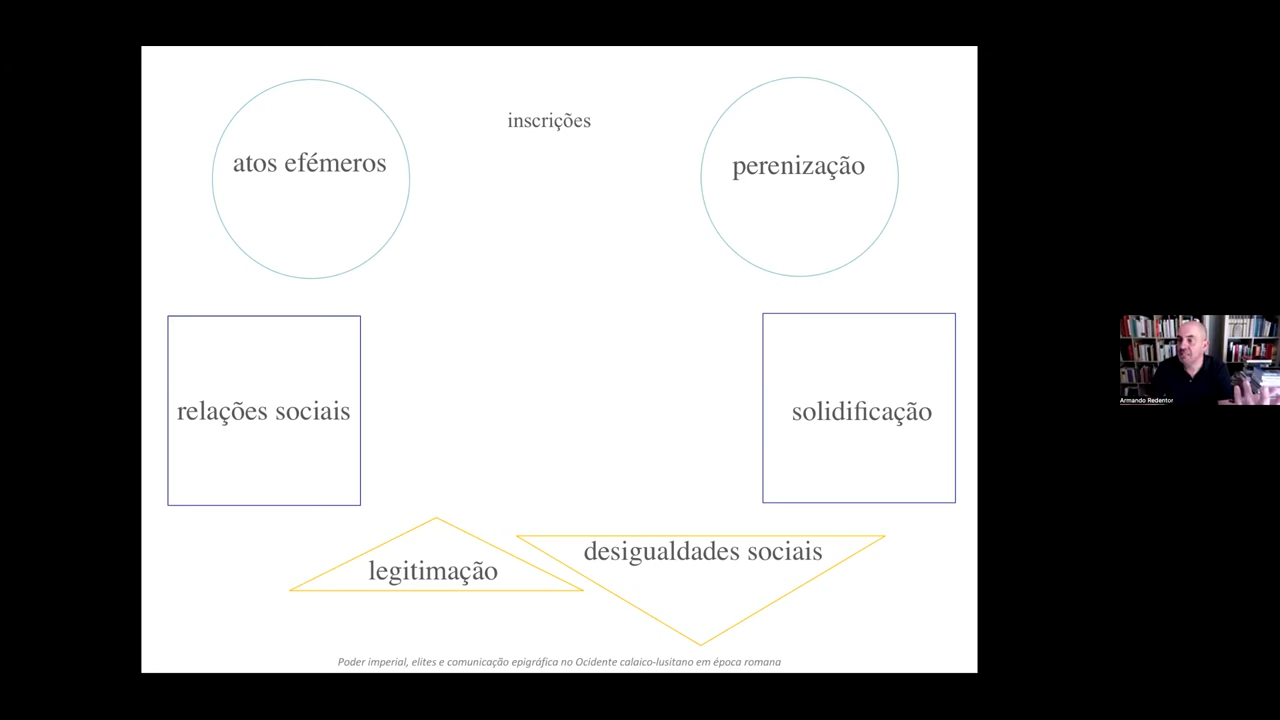 inscrições
atos efémeros
perenização
relações sociais
solidificação
legitimação
desigualdades sociais
Poder imperial, elites e comunicação epigráfica no Ocidente calaico-lusitano em época romana
Armando Redentor